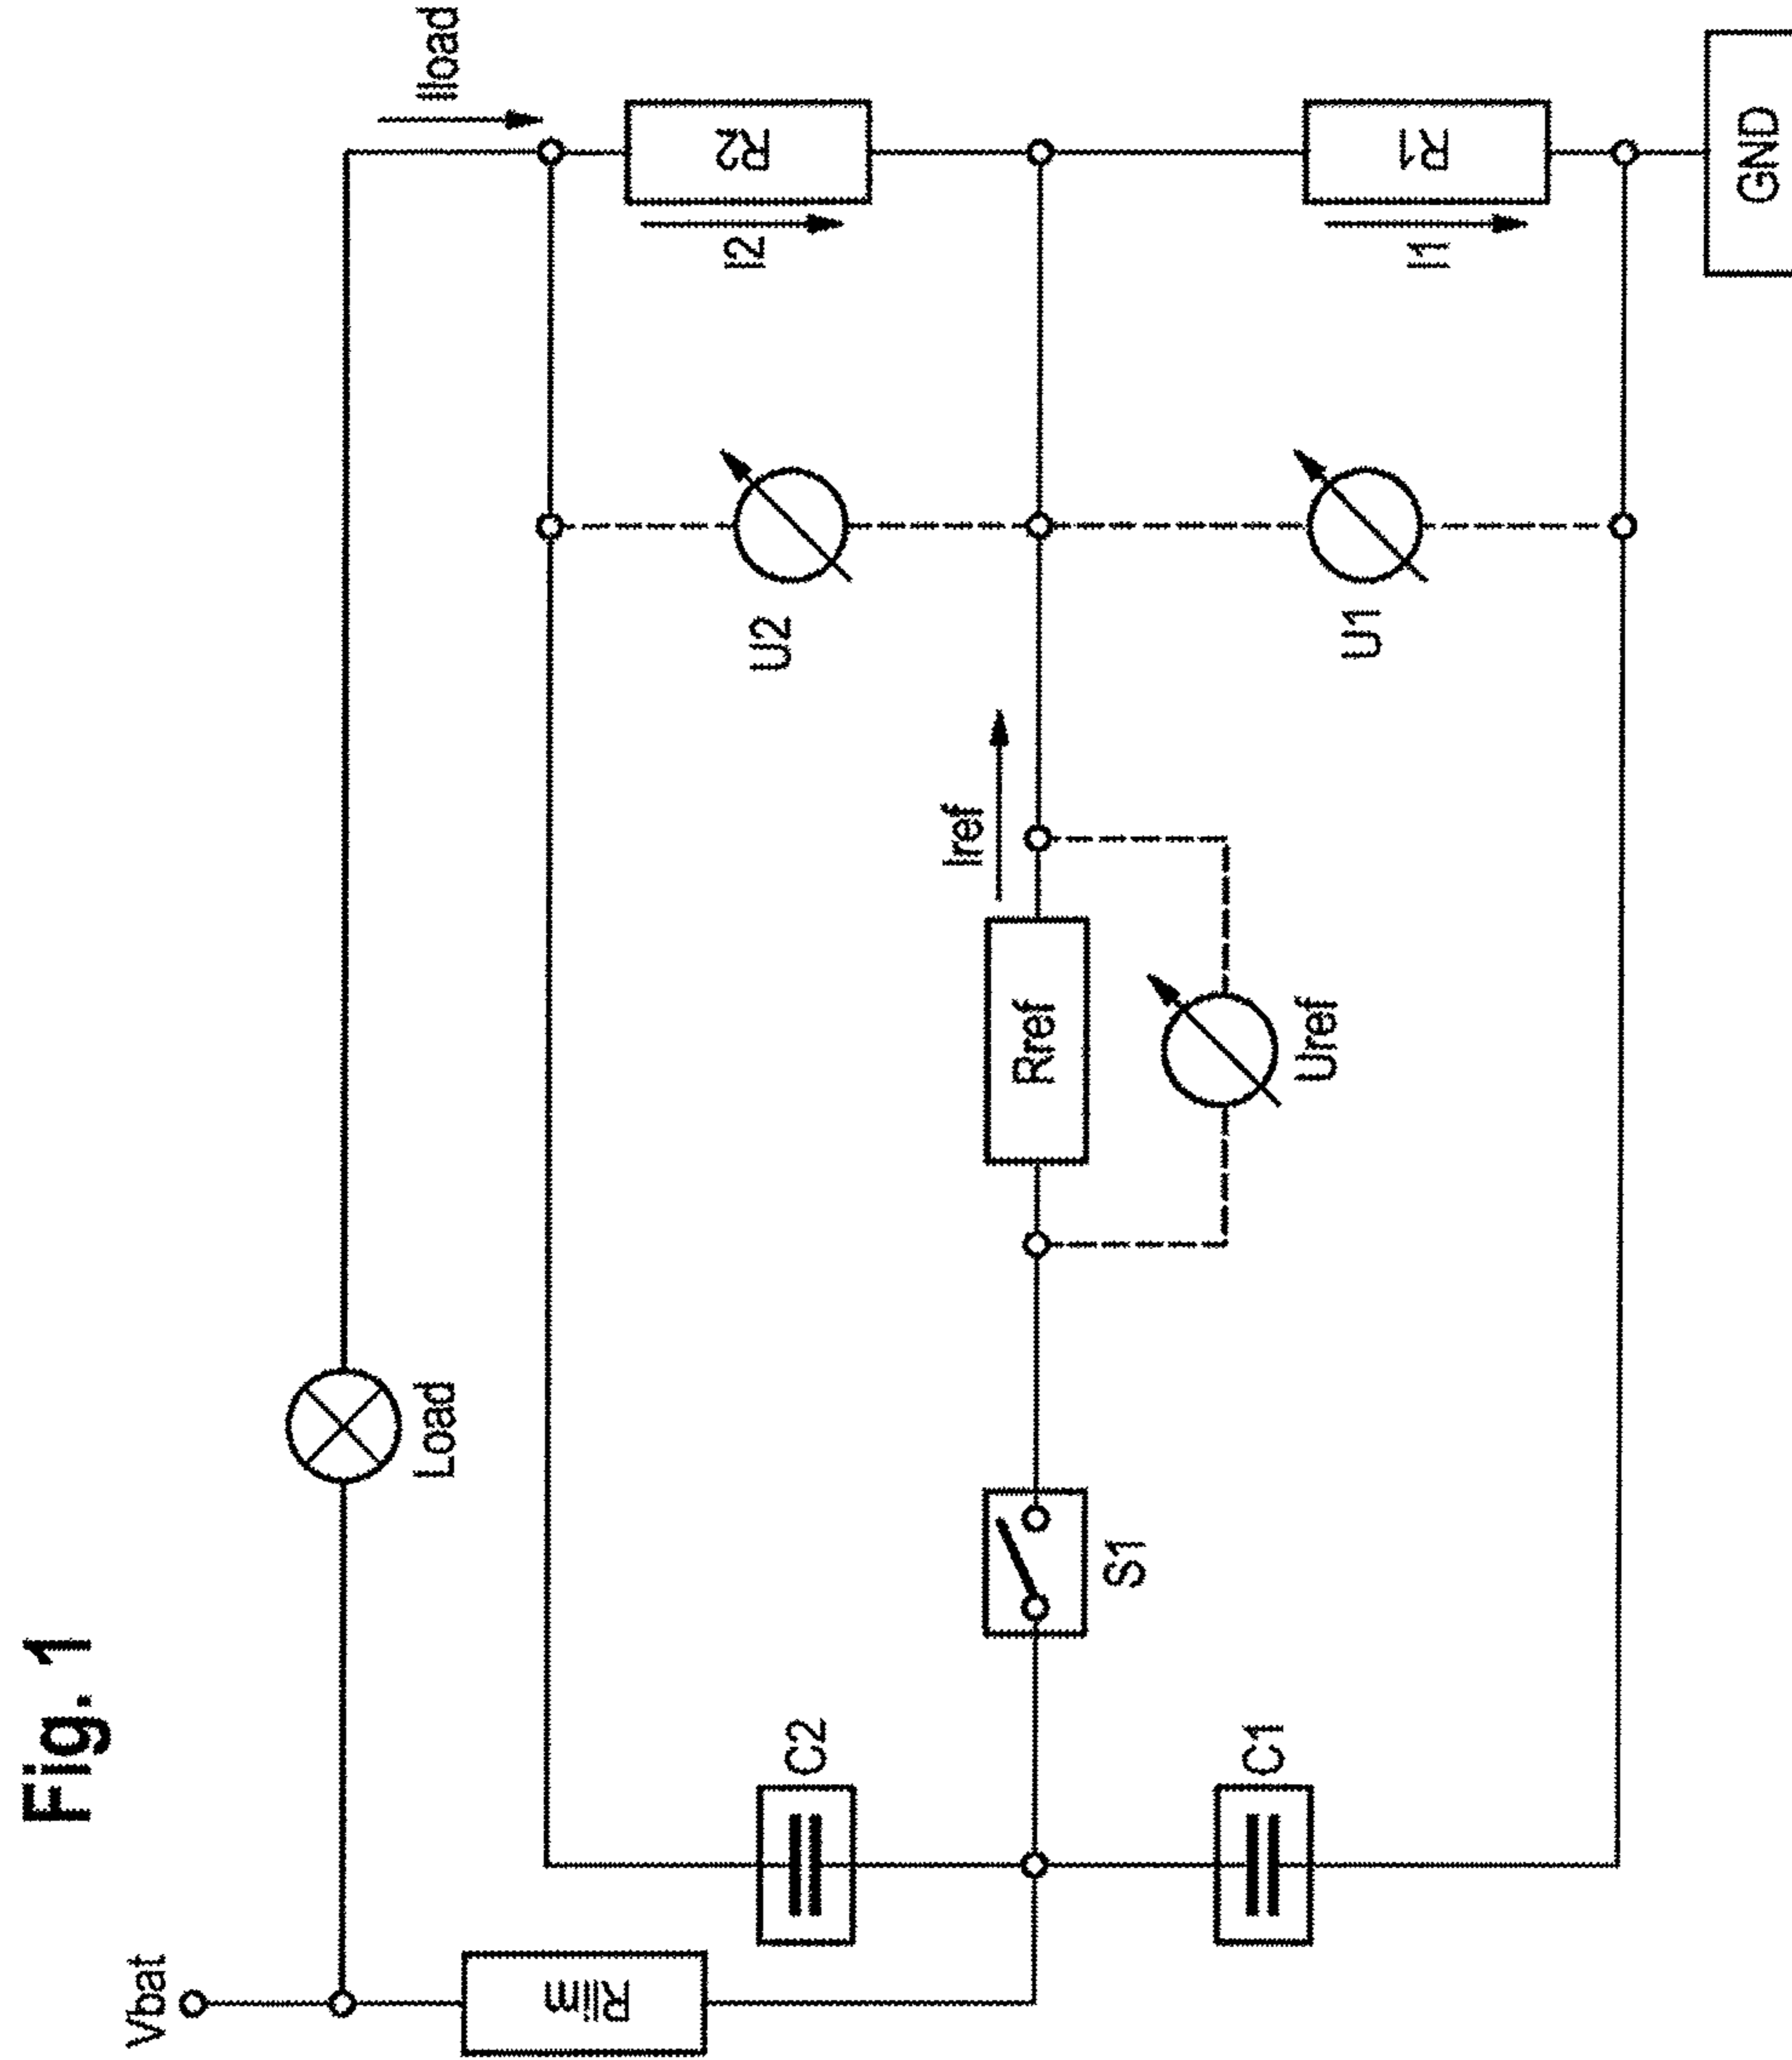 Fig. 1
Vbat
Rlim
Load
Iload
C2
C1
S1
Rref
Uref
Iref
U2
U1
I2
R2
I1
R1
GND